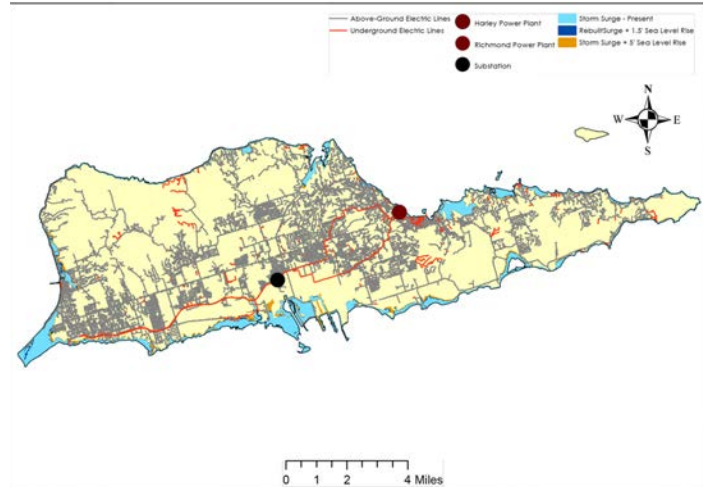 Above-Ground Electric Lines
Underground Electric Lines
Harley Power Plant
Richmond Power Plant
Substation
Storm Surge - Present
RebuiltSurge + 1.5' Sea Level Rise
Storm Surge + 5' Sea Level Rise
N
W E
S
0 1 2 4 Miles